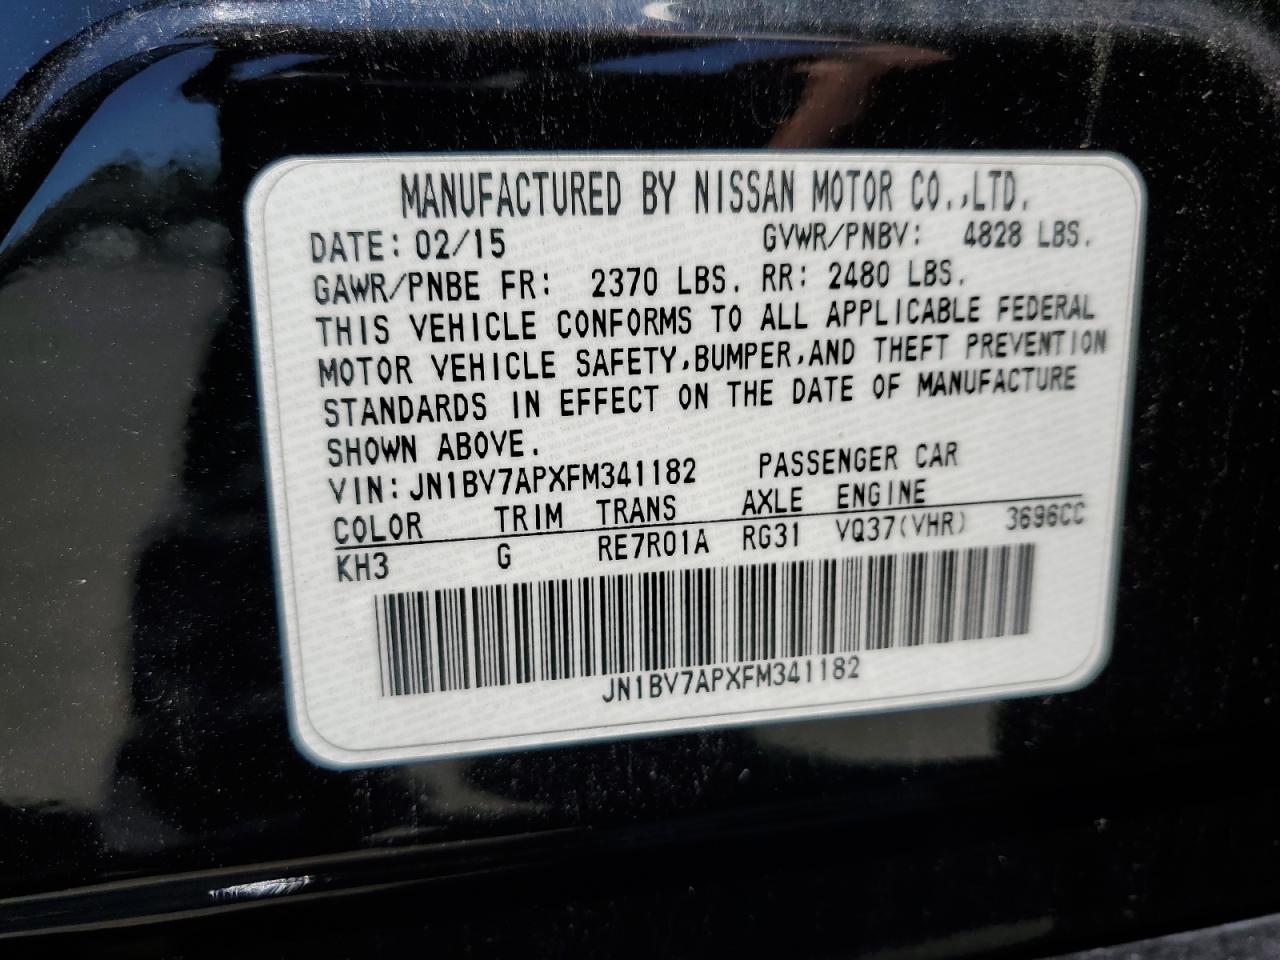 MANUFACTURED BY NISSAN MOTOR CO.,LTD.
DATE: 02/15 GVWR/PNBV: 4828 LBS.
GAWR/PNBE FR: 2370 LBS. RR: 2480 LBS.
THIS VEHICLE CONFORMS TO ALL APPLICABLE FEDERAL
MOTOR VEHICLE SAFETY,BUMPER,AND THEFT PREVENTION
STANDARDS IN EFFECT ON THE DATE OF MANUFACTURE
SHOWN ABOVE.
VIN: JN1BV7APXFM341182 PASSENGER CAR
COLOR TRIM TRANS AXLE ENGINE
KH3 G RE7R01A RG31 VQ37(VHR) 3696CC
JN1BV7APXFM341182